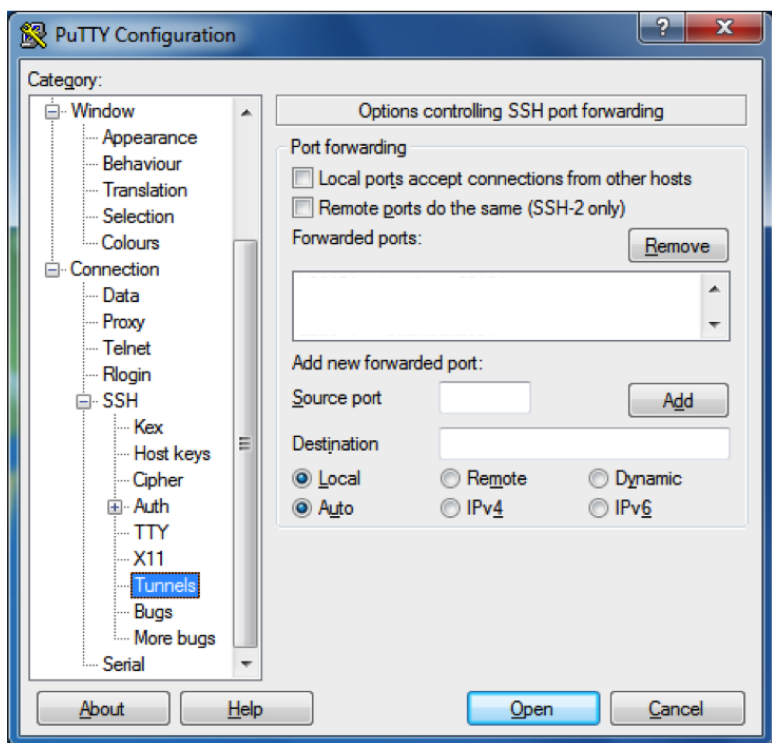 PuTTY Configuration
Category:
Window
Appearance
Behaviour
Translation
Selection
Colours
Connection
Data
Proxy
Telnet
Rlogin
SSH
Kex
Host keys
Cipher
Auth
TTY
X11
Tunnels
Bugs
More bugs
Serial
Options controlling SSH port forwarding
Port forwarding
Local ports accept connections from other hosts
Remote ports do the same (SSH-2 only)
Forwarded ports:
Remove
Add new forwarded port:
Source port
Add
Destination
Local Remote Dynamic
Auto IPv4 IPv6
About Help Open Cancel